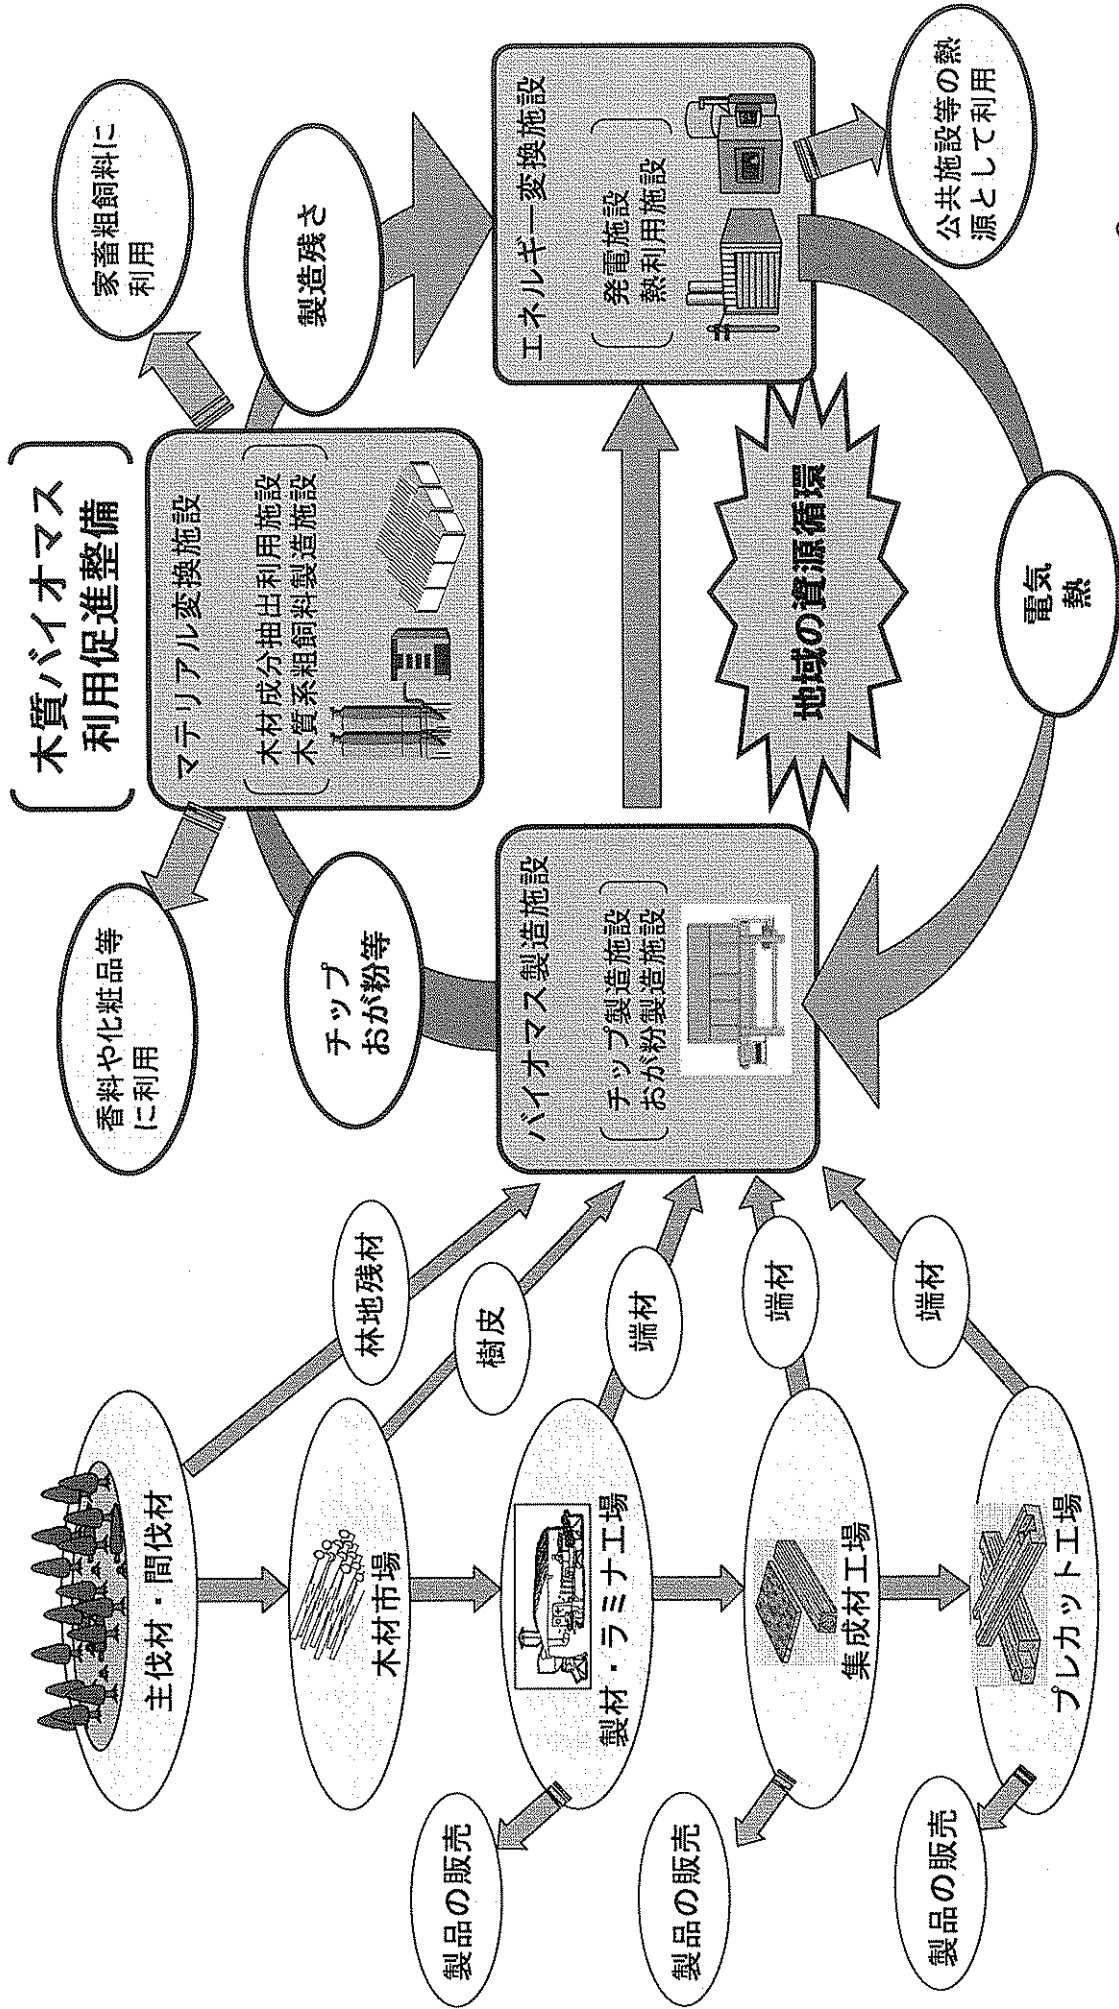 木質バイオマス
利用促進整備
主伐材・間伐材
木材市場
製材・ラミナ工場
集成材工場
プレカット工場
製品の販売
製品の販売
製品の販売
林地残材
樹皮
端材
端材
端材
バイオマス製造施設
チップ製造施設
おが粉製造施設
チップ
おが粉等
マテリアル変換施設
木材成分抽出利用施設
木質系粗飼料製造施設
香料や化粧品等
に利用
家畜粗飼料に
利用
製造残さ
エネルギー変換施設
発電施設
熱利用施設
公共施設等の熱
源として利用
電気
熱
地域の資源循環